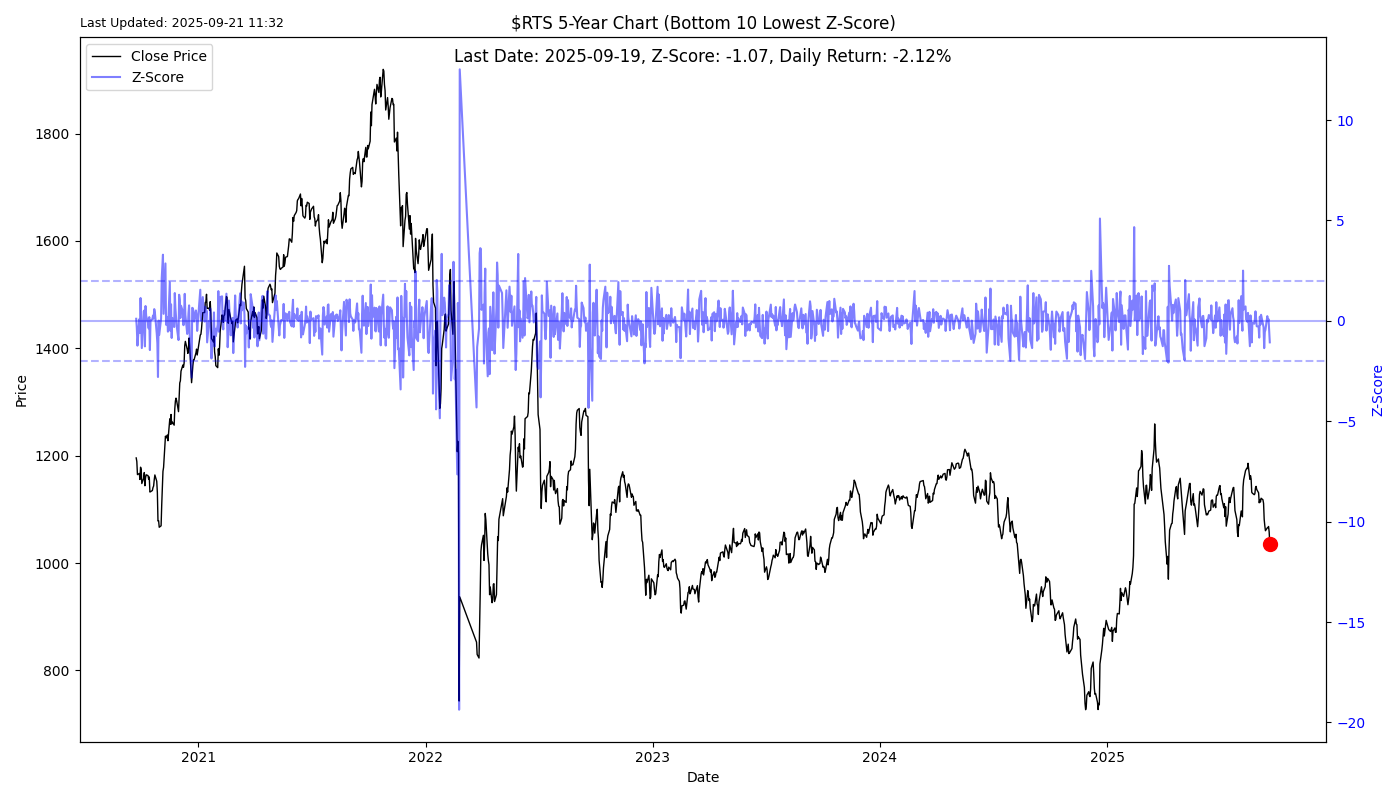 Last Updated: 2025-09-21 11:32
$RTS 5-Year Chart (Bottom 10 Lowest Z-Score)
Last Date: 2025-09-19, Z-Score: -1.07, Daily Return: -2.12%
Close Price
Z-Score
1800
1600
1400
1200
1000
800
Price
10
5
0
−5
−10
−15
−20
Z-Score
2021
2022
2023
2024
2025
Date